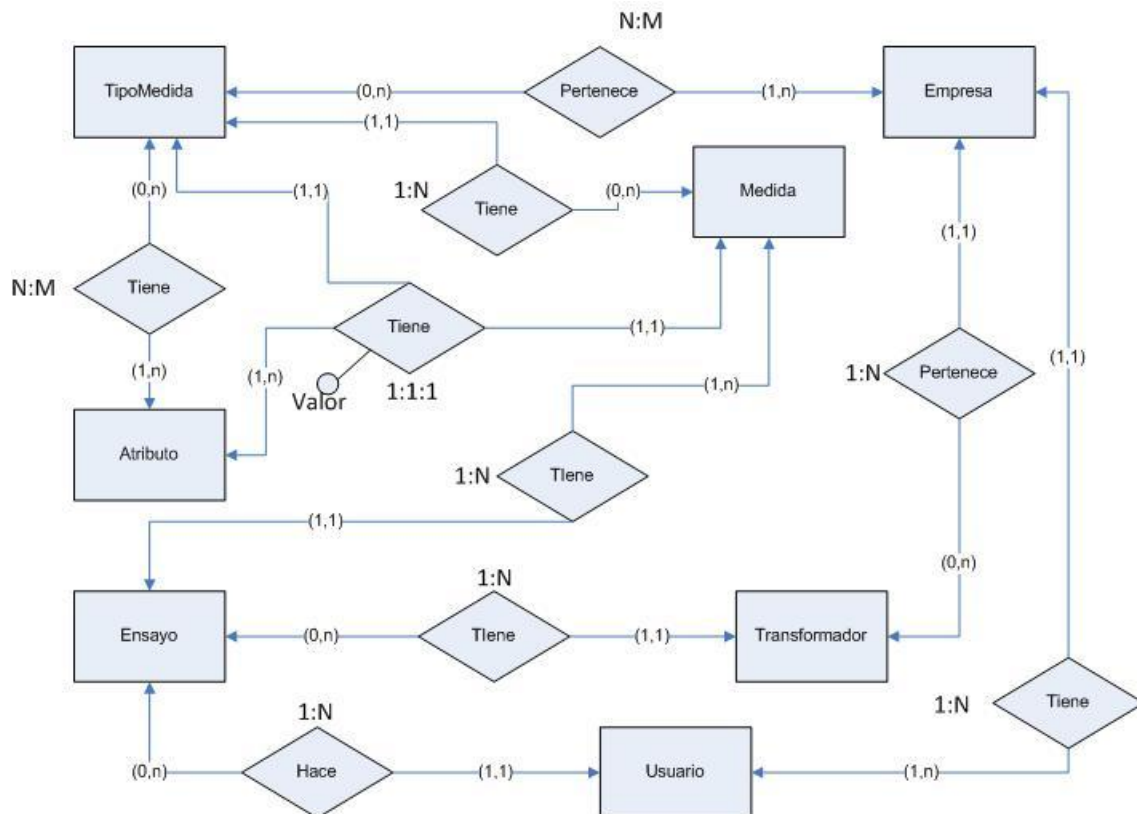 N:M
TipoMedida
(0,n)
Pertenece
(1,n)
Empresa
(1,1)
1:N
Tiene
(0,n)
Medida
(0,n)
(1,1)
(1,1)
N:M
Tiene
Tiene
(1,1)
(1,n)
(1,n)
Valor
1:1:1
1:N
Pertenece
(1,1)
(1,n)
Atributo
1:N
TIene
(1,1)
(0,n)
1:N
Ensayo
(0,n)
TIene
(1,1)
Transformador
1:N
1:N
Tiene
(0,n)
Hace
(1,1)
Usuario
(1,n)